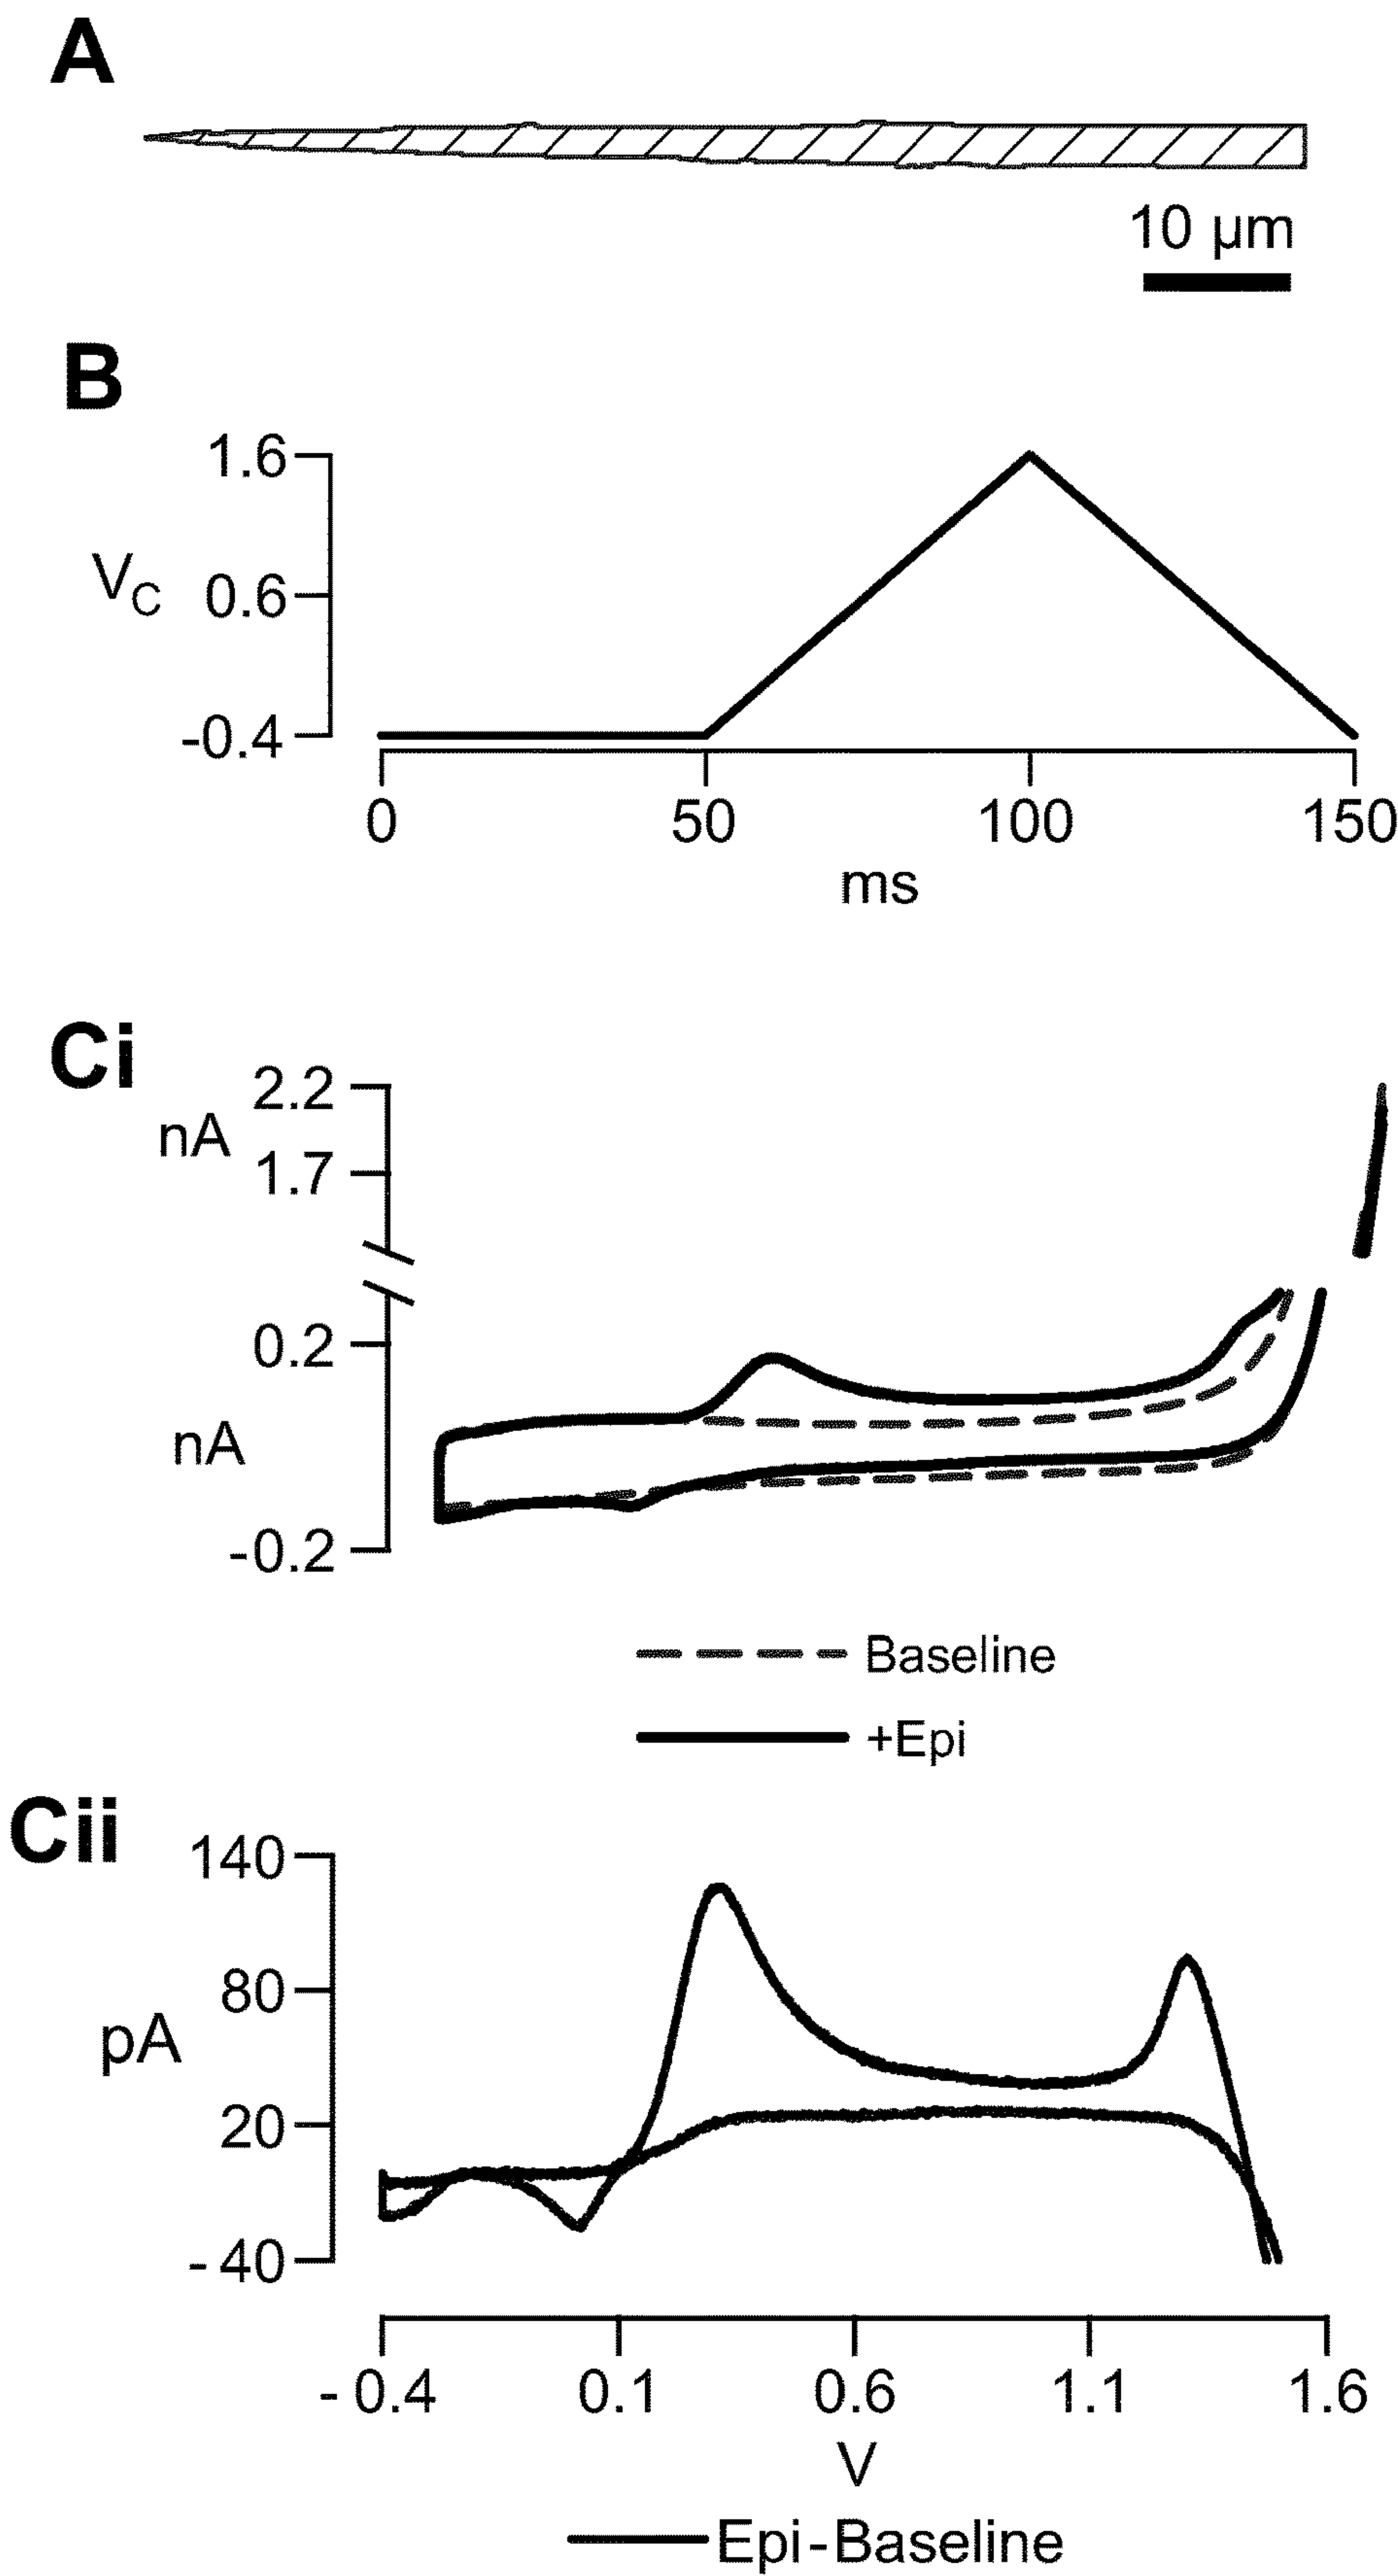 A
10 µm
B
1.6
V_C 0.6
-0.4
0 50 100 150
ms
Ci
2.2
nA
1.7
0.2
nA
-0.2
Baseline
+Epi
Cii
140
80
pA
20
- 40
- 0.4 0.1 0.6 1.1 1.6
V
Epi-Baseline